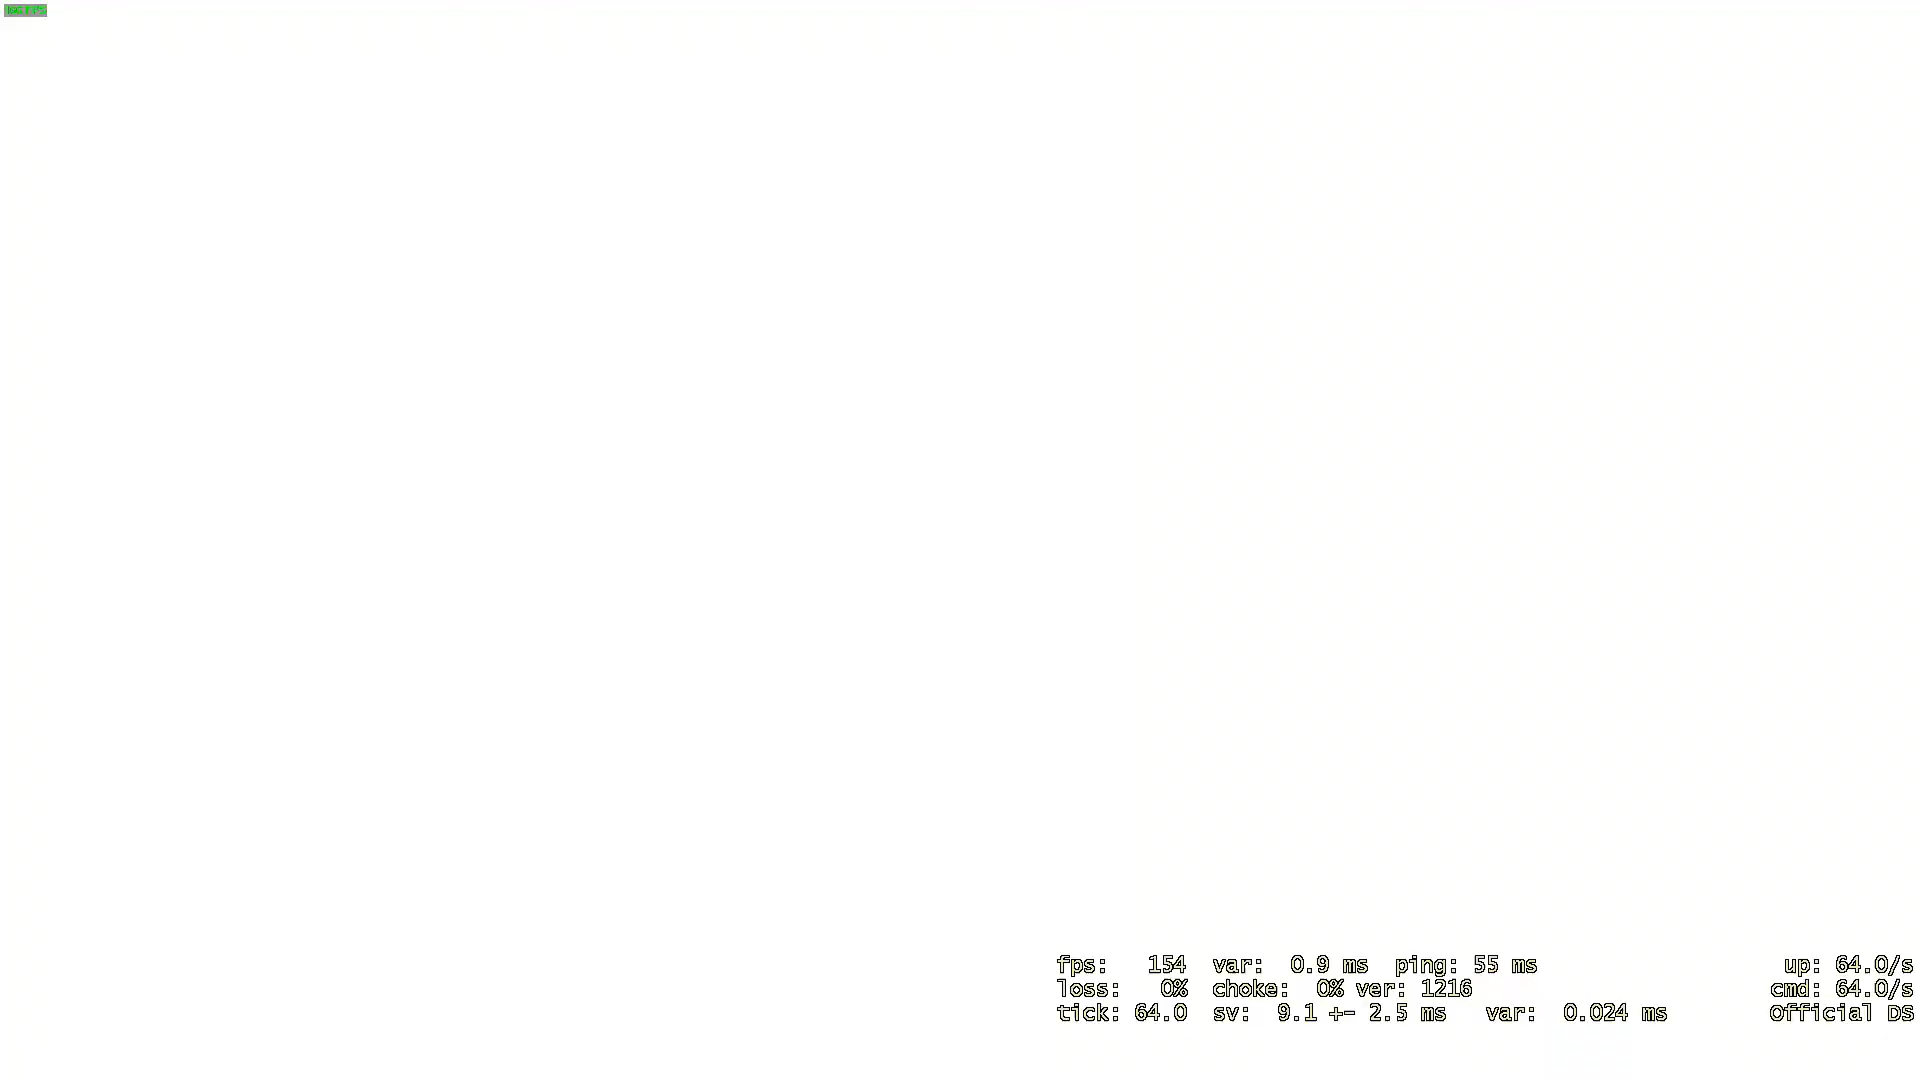 fps: 154 var: 0.9 ms ping: 55 ms up: 64.0/s
loss: 0% choke: 0% ver: 1216 cmd: 64.0/s
tick: 64.0 sv: 9.1 +- 2.5 ms var: 0.024 ms Official DS